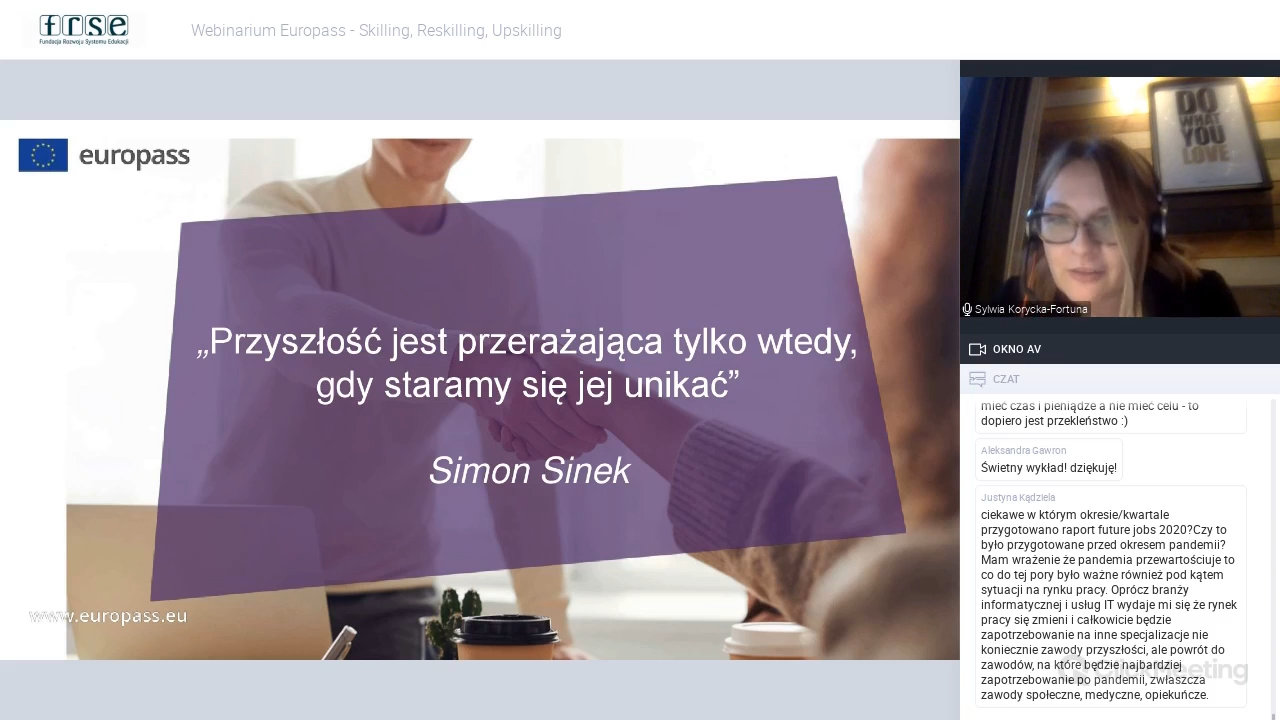 frse
Fundacja Rozwoju Systemu Edukacji
Webinarium Europass - Skilling, Reskilling, Upskilling
europass
„Przyszłość jest przerażająca tylko wtedy,
gdy staramy się jej unikać”
Simon Sinek
www.europass.eu
DO
WHAT
YOU
LOVE
Sylwia Korycka-Fortuna
OKNO AV
CZAT
mieć czas i pieniądze a nie mieć celu - to
dopiero jest przekleństwo :)
Aleksandra Gawron
Świetny wykład! dziękuję!
Justyna Kądziela
ciekawe w którym okresie/kwartale
przygotowano raport future jobs 2020?Czy to
było przygotowane przed okresem pandemii?
Mam wrażenie że pandemia przewartościuje to
co do tej pory było ważne również pod kątem
sytuacji na rynku pracy. Oprócz branży
informatycznej i usług IT wydaje mi się że rynek
pracy się zmieni i całkowicie będzie
zapotrzebowanie na inne specjalizacje nie
koniecznie zawody przyszłości, ale powrót do
zawodów, na które będzie najbardziej
zapotrzebowanie po pandemii, zwłaszcza
zawody społeczne, medyczne, opiekuńcze.
ClickMeeting